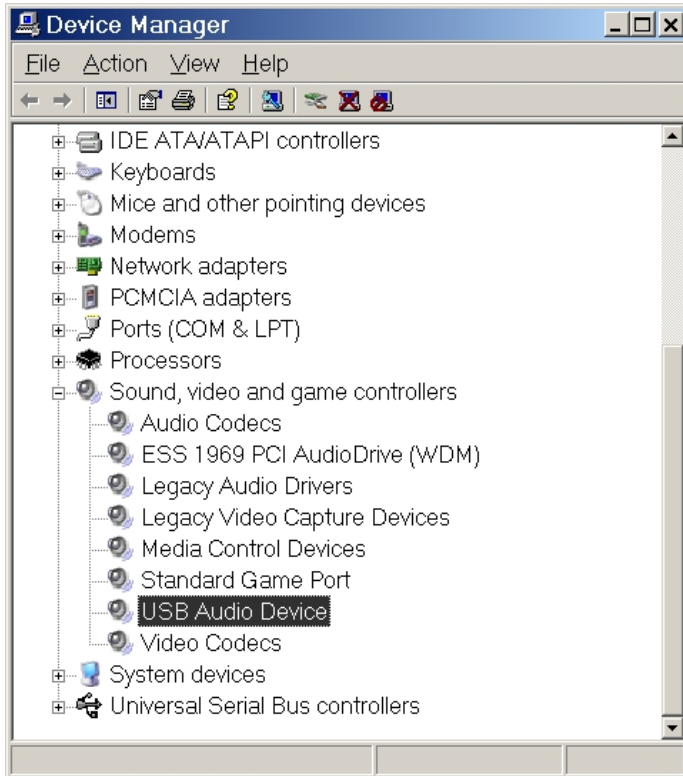 Device Manager
File Action View Help
IDE ATA/ATAPI controllers
Keyboards
Mice and other pointing devices
Modems
Network adapters
PCMCIA adapters
Ports (COM & LPT)
Processors
Sound, video and game controllers
Audio Codecs
ESS 1969 PCI AudioDrive (WDM)
Legacy Audio Drivers
Legacy Video Capture Devices
Media Control Devices
Standard Game Port
USB Audio Device
Video Codecs
System devices
Universal Serial Bus controllers